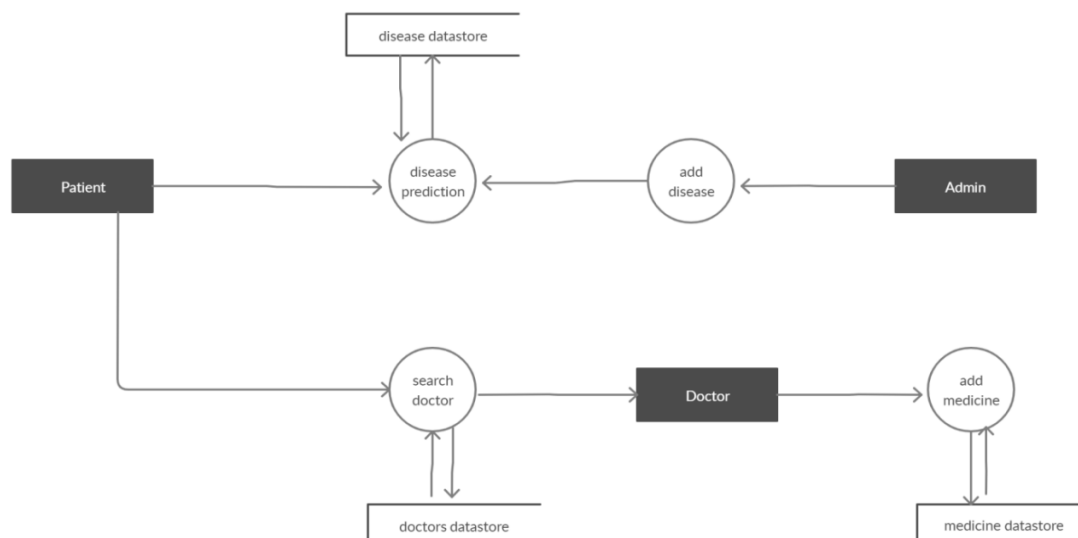 disease datastore
Patient
disease
prediction
add
disease
Admin
search
doctor
Doctor
add
medicine
doctors datastore
medicine datastore